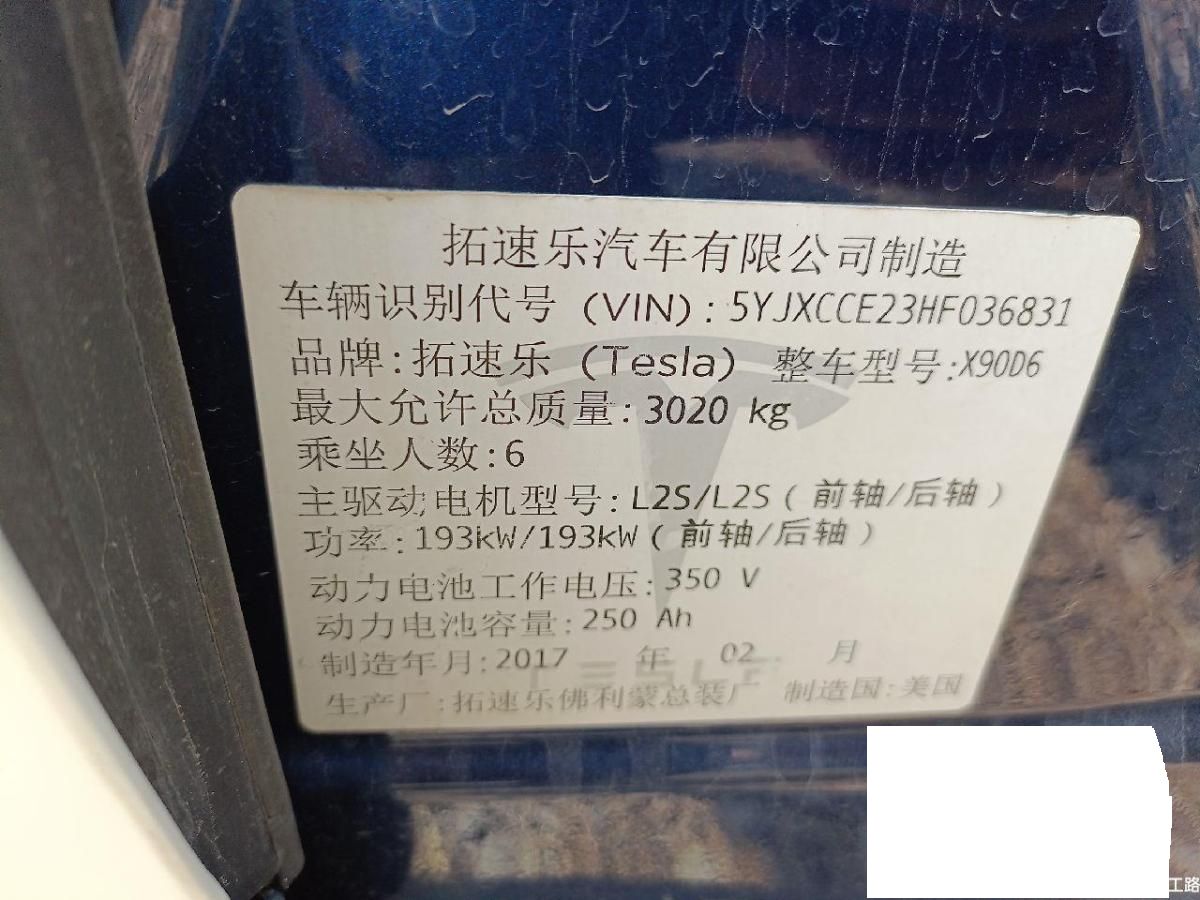 拓速乐汽车有限公司制造
车辆识别代号 (VIN) : 5YJXCCE23HF036831
品牌:拓速乐 (Tesla) 整车型号:X90D6
最大允许总质量:3020 kg
乘坐人数:6
主驱动电机型号:L2S/L2S ( 前轴/后轴 )
功率:193kW/193kW ( 前轴/后轴 )
动力电池工作电压:350 V
动力电池容量:250 Ah
制造年月:2017 年 02 月
TESLA
生产厂:拓速乐佛利蒙总装厂 制造国:美国
工路